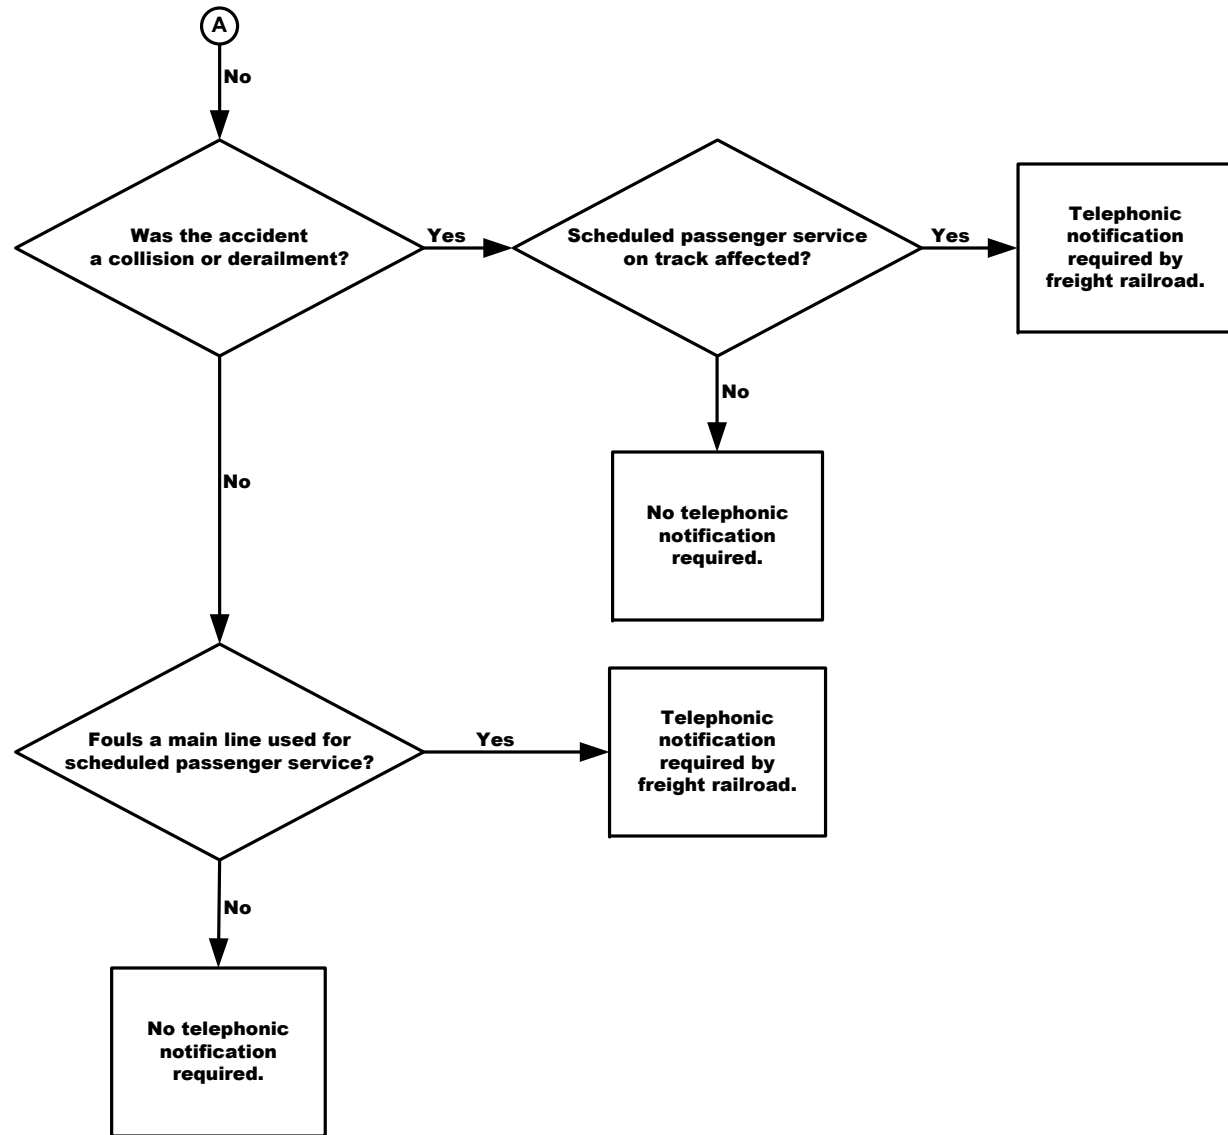 A
No
Was the accident
a collision or derailment?
Yes
Scheduled passenger service
on track affected?
Yes
Telephonic
notification
required by
freight railroad.
No
No telephonic
notification
required.
No
Fouls a main line used for
scheduled passenger service?
Yes
Telephonic
notification
required by
freight railroad.
No
No telephonic
notification
required.